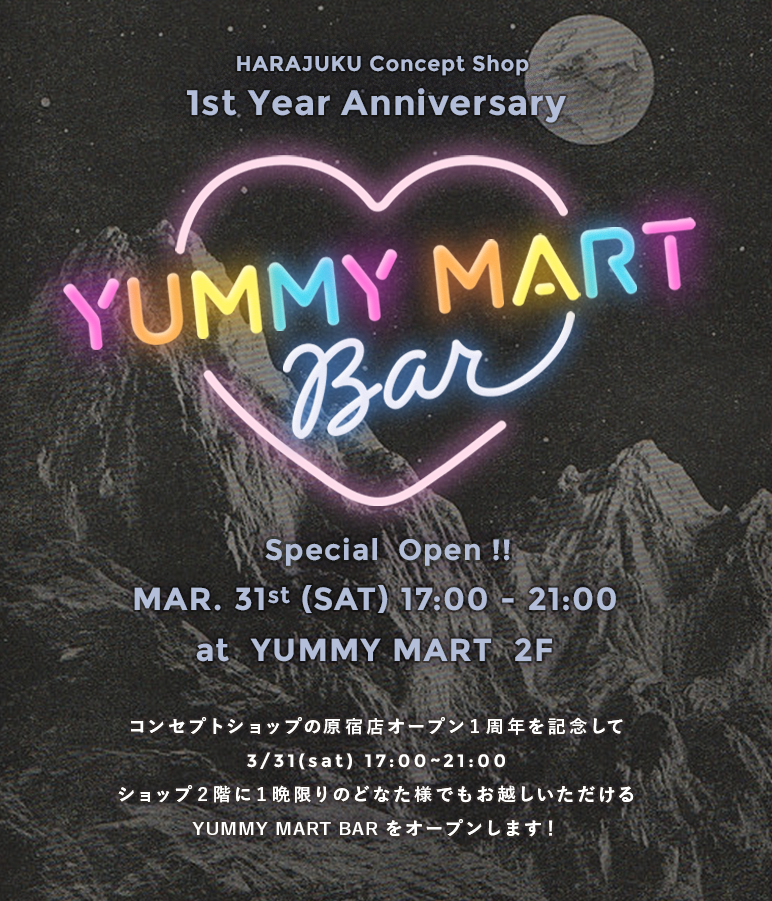 HARAJUKU Concept Shop
1st Year Anniversary
YUMMY MART
Bar
Special Open !!
MAR. 31st (SAT) 17:00 - 21:00
at YUMMY MART 2F
コンセプトショップの原宿店オープン1周年を記念して
3/31(sat) 17:00~21:00
ショップ2階に1晩限りのどなた様でもお越しいただける
YUMMY MART BAR をオープンします！